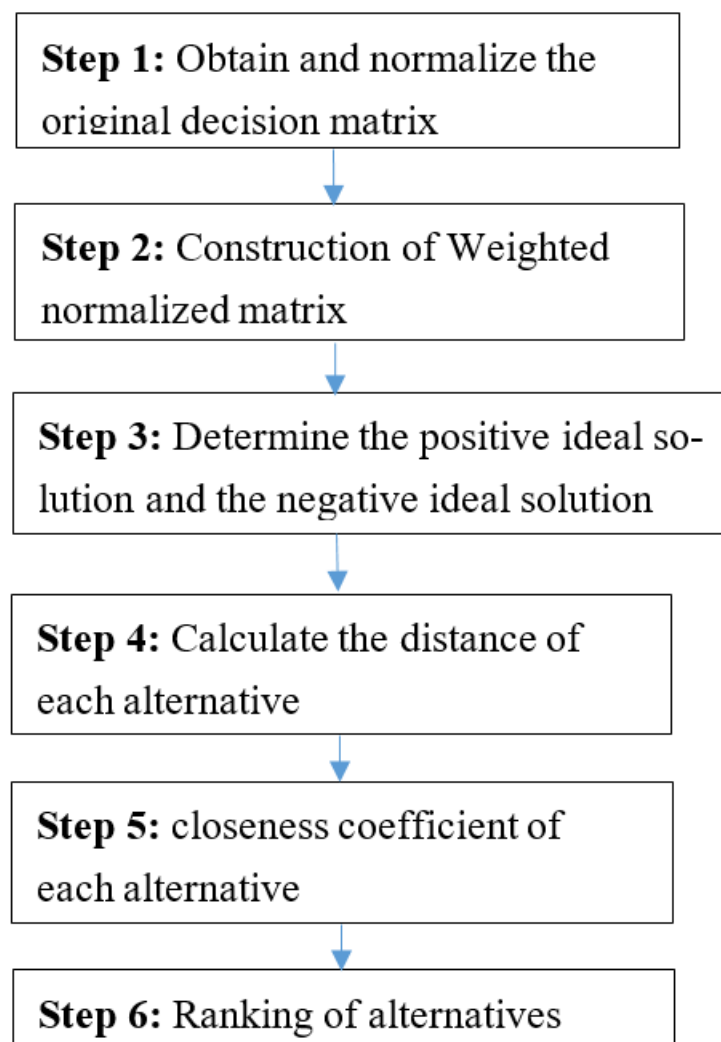 Step 1: Obtain and normalize the
original decision matrix
Step 2: Construction of Weighted
normalized matrix
Step 3: Determine the positive ideal so-
lution and the negative ideal solution
Step 4: Calculate the distance of
each alternative
Step 5: closeness coefficient of
each alternative
Step 6: Ranking of alternatives